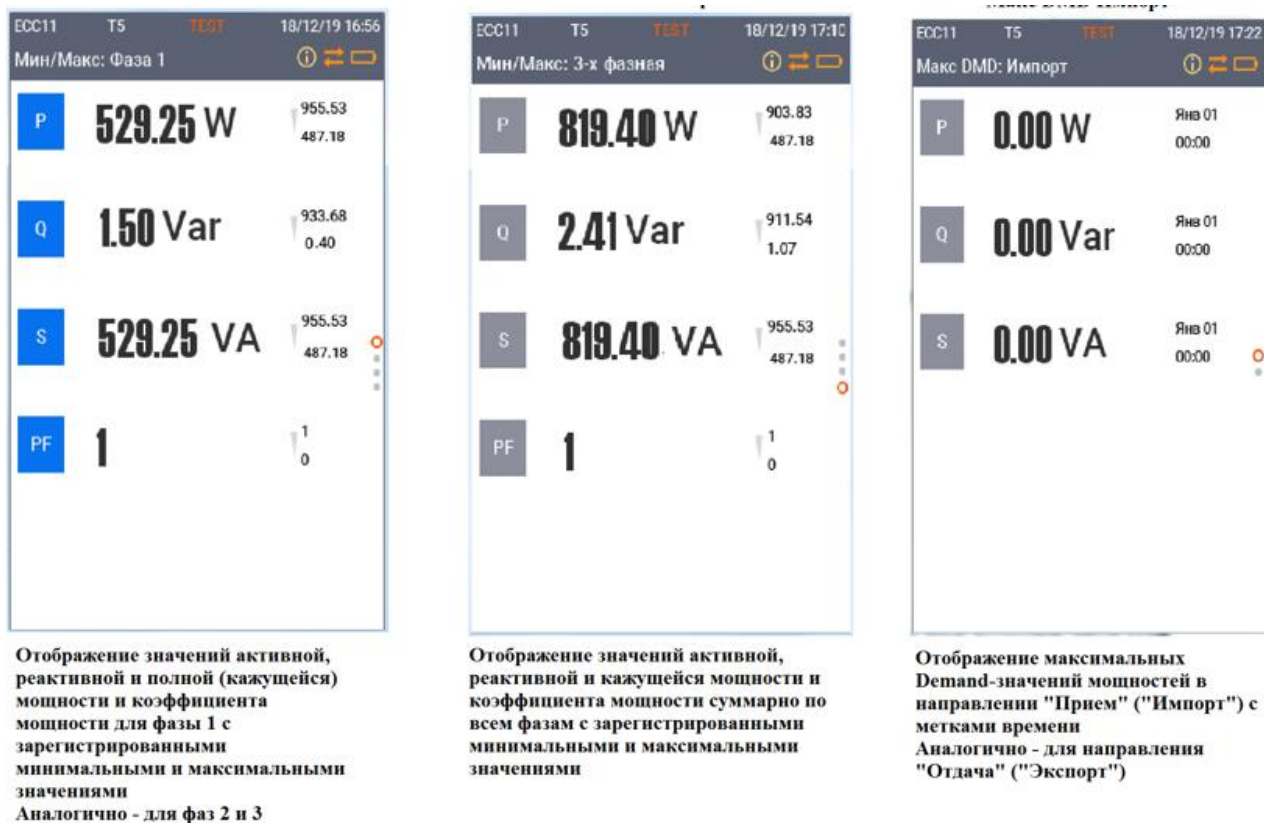 ECC11 T5 TEST 18/12/19 16:56
Мин/Макс: Фаза 1
P 529.25 W 955.53
487.18
Q 1.50 Var 933.68
0.40
S 529.25 VA 955.53
487.18
PF 1 1
0
Отображение значений активной,
реактивной и полной (кажущейся)
мощности и коэффициента
мощности для фазы 1 с
зарегистрированными
минимальными и максимальными
значениями
Аналогично - для фаз 2 и 3
ECC11 T5 TEST 18/12/19 17:10
Мин/Макс: 3-х фазная
P 819.40 W 903.83
487.18
Q 2.41 Var 911.54
1.07
S 819.40 VA 955.53
487.18
PF 1 1
0
Отображение значений активной,
реактивной и кажущейся мощности и
коэффициента мощности суммарно по
всем фазам с зарегистрированными
минимальными и максимальными
значениями
ECC11 T5 TEST 18/12/19 17:22
Макс DMD: Импорт
P 0.00 W Янв 01
00:00
Q 0.00 Var Янв 01
00:00
S 0.00 VA Янв 01
00:00
Отображение максимальных
Demand-значений мощностей в
направлении "Прием" ("Импорт") с
метками времени
Аналогично - для направления
"Отдача" ("Экспорт")